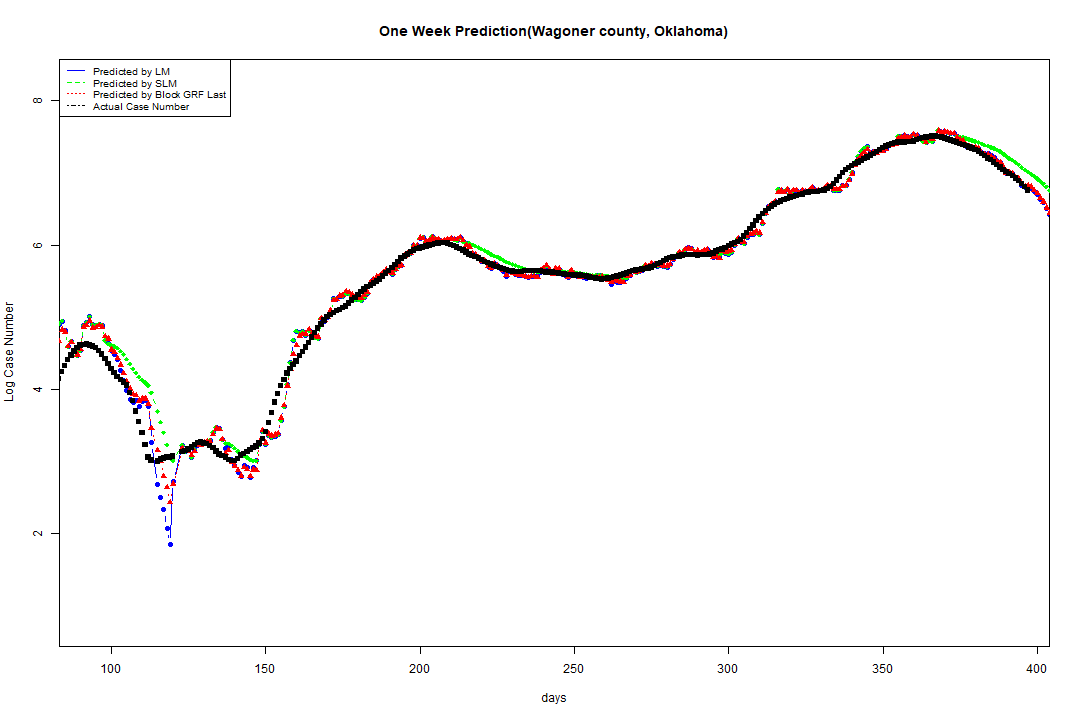 One Week Prediction(Wagoner county, Oklahoma)
Predicted by LM
Predicted by SLM
Predicted by Block GRF Last
Actual Case Number
8
6
4
2
Log Case Number
100 150 200 250 300 350 400
days